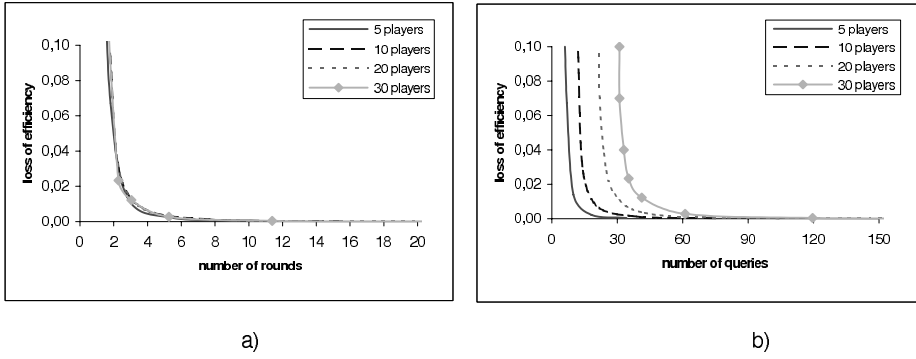 5 players
10 players
20 players
30 players
loss of efficiency
0,10
0,08
0,06
0,04
0,02
0,00
0 2 4 6 8 10 12 14 16 18 20
number of rounds
a)
5 players
10 players
20 players
30 players
loss of efficiency
0,10
0,08
0,06
0,04
0,02
0,00
0 30 60 90 120 150
number of queries
b)